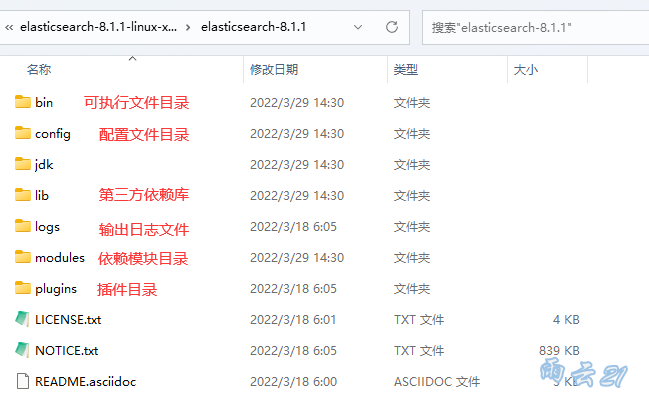 « elasticsearch-8.1.1-linux-x... › elasticsearch-8.1.1 搜索"elasticsearch-8.1.1"
名称 修改日期 类型 大小
bin 可执行文件目录 2022/3/29 14:30 文件夹
config 配置文件目录 2022/3/29 14:30 文件夹
jdk 2022/3/29 14:30 文件夹
lib 第三方依赖库 2022/3/29 14:30 文件夹
logs 输出日志文件 2022/3/18 6:05 文件夹
modules 依赖模块目录 2022/3/29 14:30 文件夹
plugins 插件目录 2022/3/18 6:05 文件夹
LICENSE.txt 2022/3/18 6:01 TXT 文件 4 KB
NOTICE.txt 2022/3/18 6:05 TXT 文件 839 KB
README.asciidoc 2022/3/18 6:00 ASCIIDOC 文件 KB
雨云21